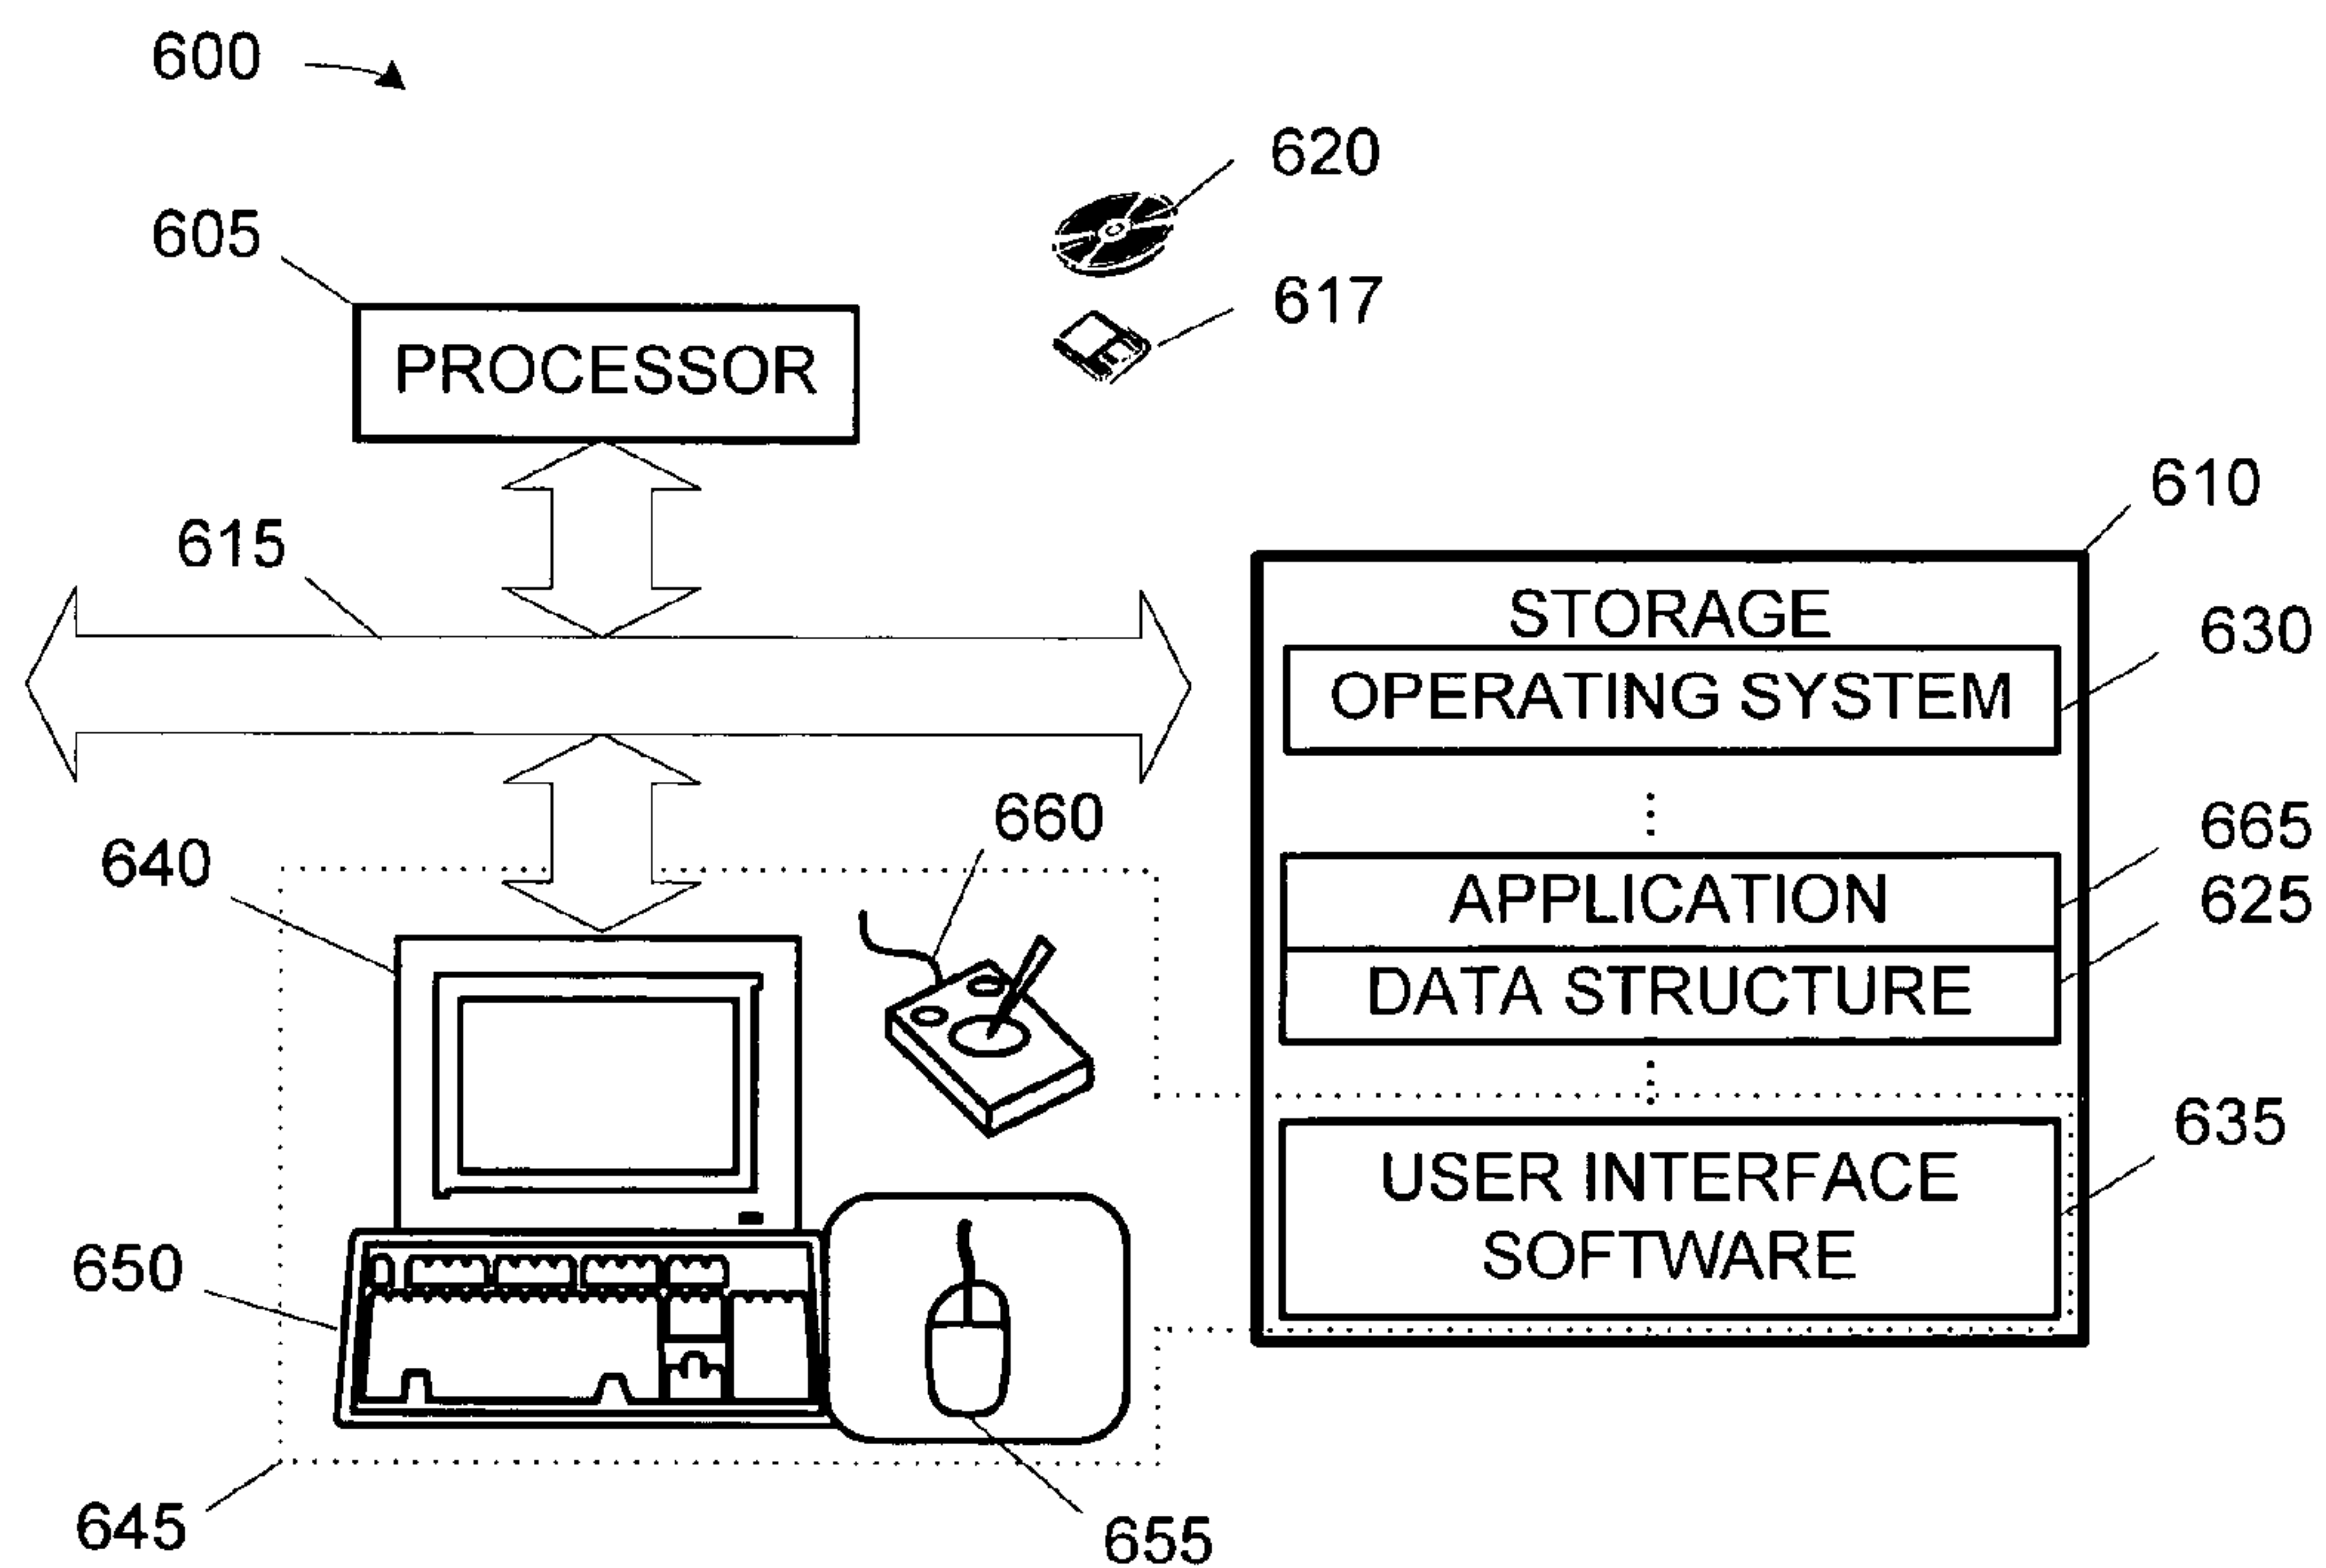 600
620
605
617
PROCESSOR
610
615
STORAGE
630
OPERATING SYSTEM
660
665
640
APPLICATION
625
DATA STRUCTURE
635
USER INTERFACE
SOFTWARE
650
645
655